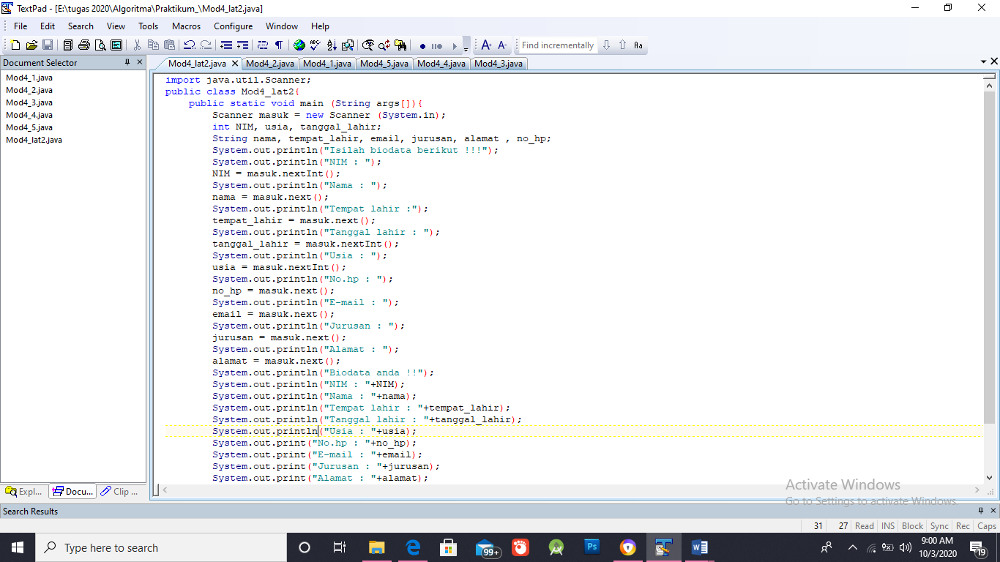 TextPad - [E:\tugas 2020\Algoritma\Praktikum_\Mod4_lat2.java]
File Edit Search View Tools Macros Configure Window Help
Find incrementally Aa
Document Selector
Mod4_1.java
Mod4_2.java
Mod4_3.java
Mod4_4.java
Mod4_5.java
Mod4_lat2.java
Expl... Docu... Clip ...
Mod4_lat2.java Mod4_2.java Mod4_1.java Mod4_5.java Mod4_4.java Mod4_3.java
import java.util.Scanner;
public class Mod4_lat2{
public static void main (String args[]){
Scanner masuk = new Scanner (System.in);
int NIM, usia, tanggal_lahir;
String nama, tempat_lahir, email, jurusan, alamat , no_hp;
System.out.println("Isilah biodata berikut !!!");
System.out.println("NIM : ");
NIM = masuk.nextInt();
System.out.println("Nama : ");
nama = masuk.next();
System.out.println("Tempat lahir :");
tempat_lahir = masuk.next();
System.out.println("Tanggal lahir : ");
tanggal_lahir = masuk.nextInt();
System.out.println("Usia : ");
usia = masuk.nextInt();
System.out.println("No.hp : ");
no_hp = masuk.next();
System.out.println("E-mail : ");
email = masuk.next();
System.out.println("Jurusan : ");
jurusan = masuk.next();
System.out.println("Alamat : ");
alamat = masuk.next();
System.out.println("Biodata anda !!");
System.out.println("NIM : "+NIM);
System.out.println("Nama : "+nama);
System.out.println("Tempat lahir : "+tempat_lahir);
System.out.println("Tanggal lahir : "+tanggal_lahir);
System.out.println("Usia : "+usia);
System.out.print("No.hp : "+no_hp);
System.out.print("E-mail : "+email);
System.out.print("Jurusan : "+jurusan);
System.out.print("Alamat : "+alamat);
Activate Windows
Go to Settings to activate Windows.
Search Results
31 27 Read INS Block Sync Rec Caps
Type here to search
99+
Ps
9:00 AM
10/3/2020
19